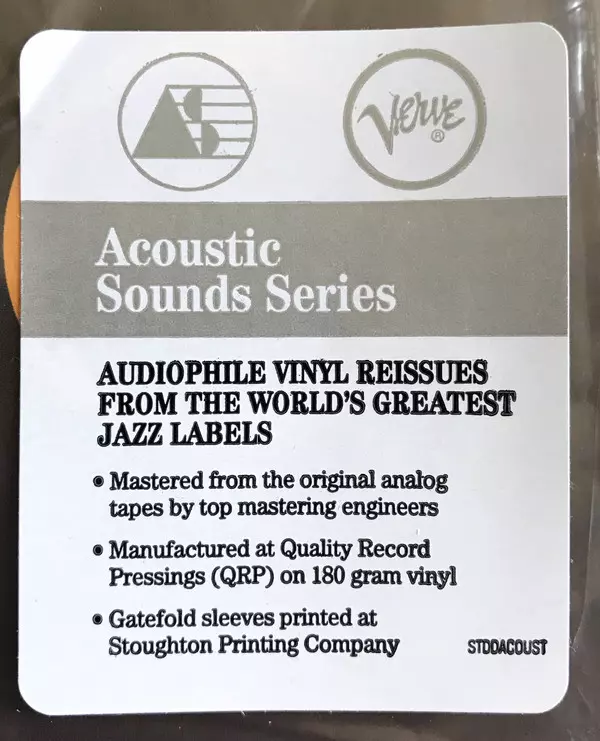 AS
Verve®
Acoustic
Sounds Series
AUDIOPHILE VINYL REISSUES
FROM THE WORLD'S GREATEST
JAZZ LABELS
• Mastered from the original analog
tapes by top mastering engineers
• Manufactured at Quality Record
Pressings (QRP) on 180 gram vinyl
• Gatefold sleeves printed at
Stoughton Printing Company
STDDACOUST